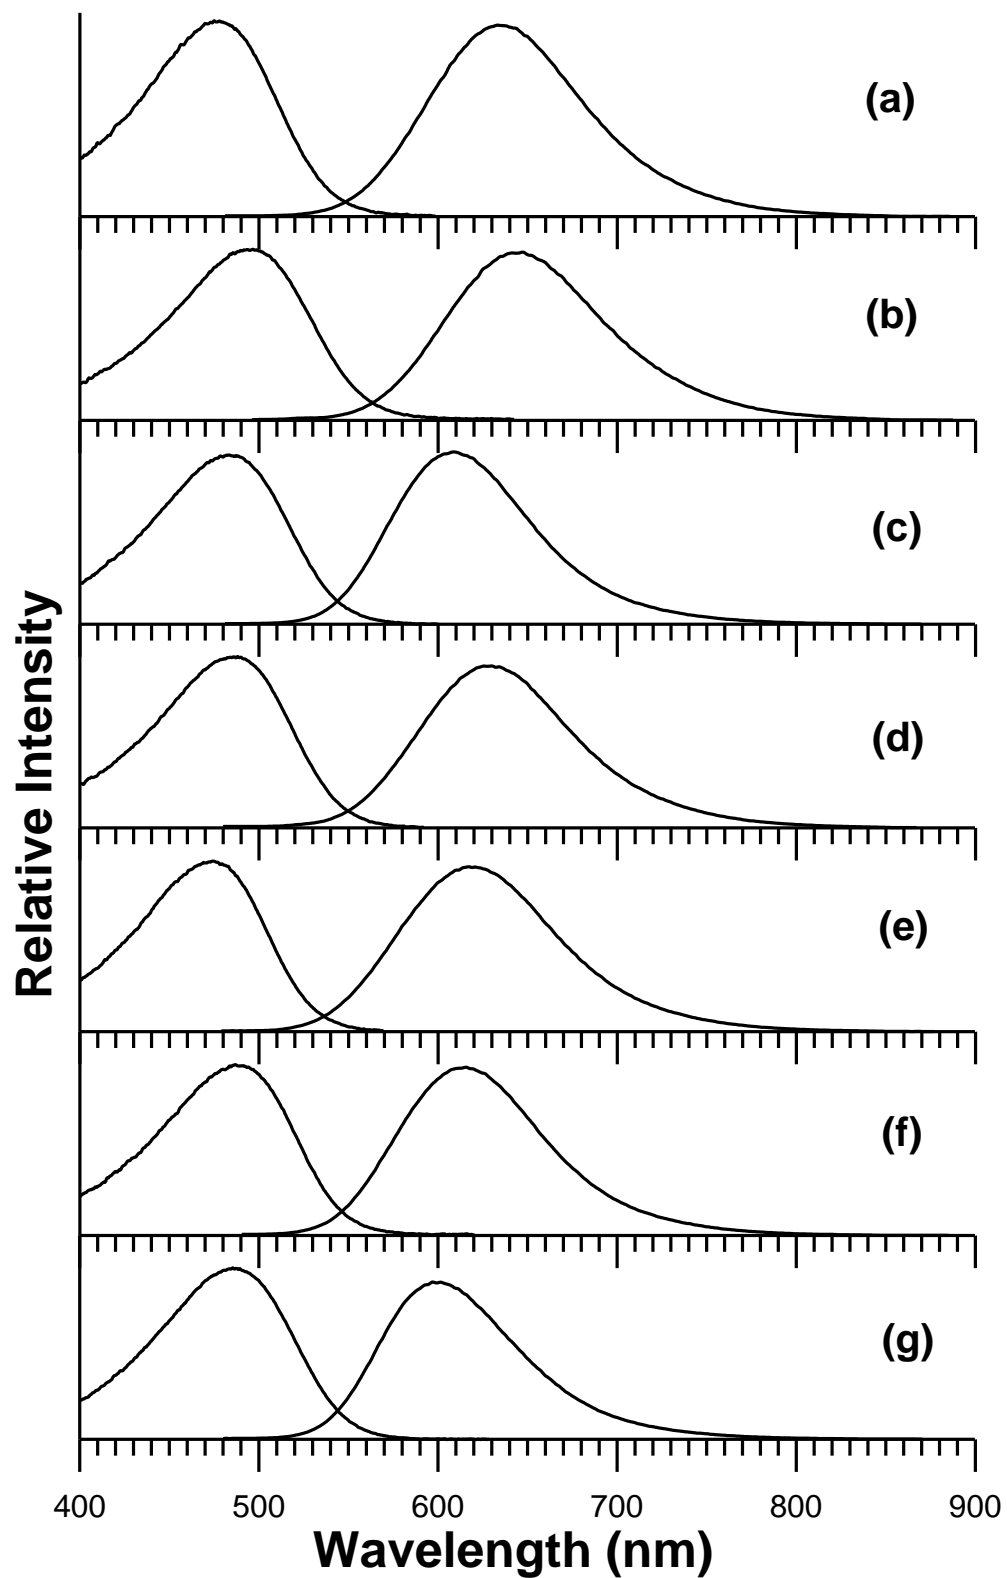 (a)
(b)
(c)
(d)
(e)
(f)
(g)
Relative Intensity
400 500 600 700 800 900
Wavelength (nm)